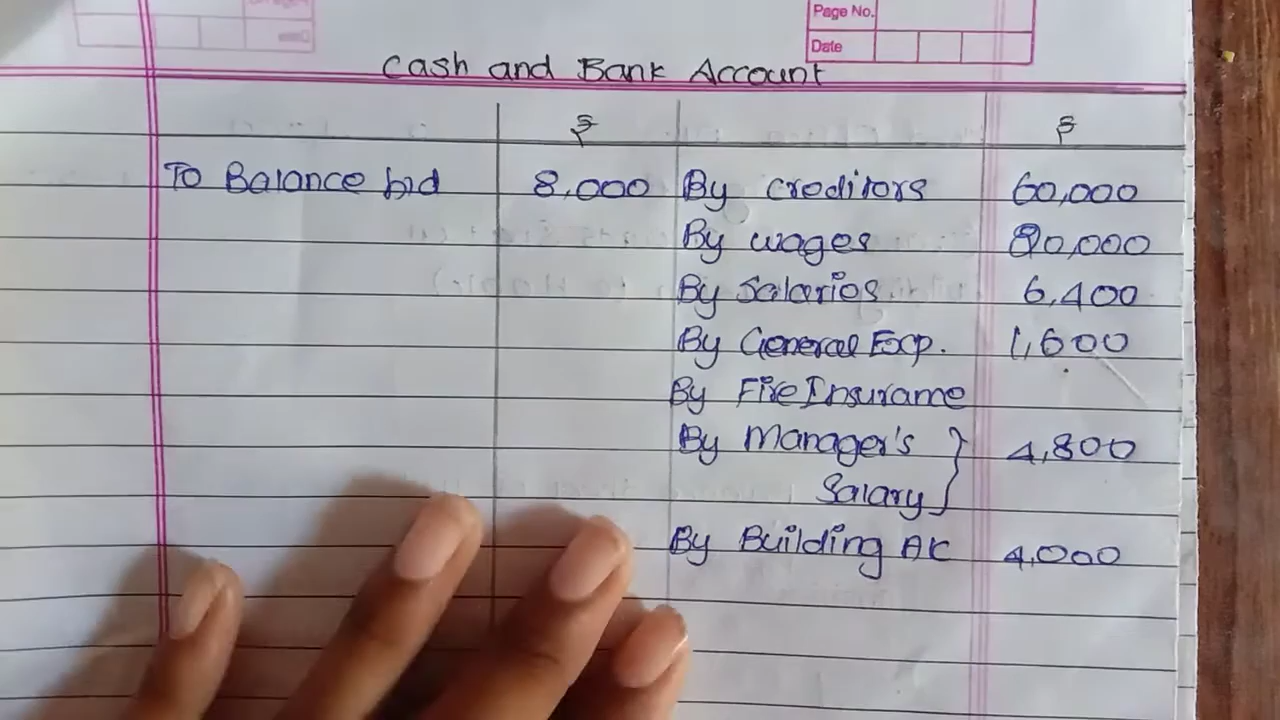 Page No.
Date
Cash and Bank Account
₹ ₹
To Balance b/d 8,000 By Creditors 60,000
By wages 20,000
By Salaries 6,400
By General Exp. 1,600
By Fire Insurance
By Manager's } 4,800
Salary
By Building A/c 4,000